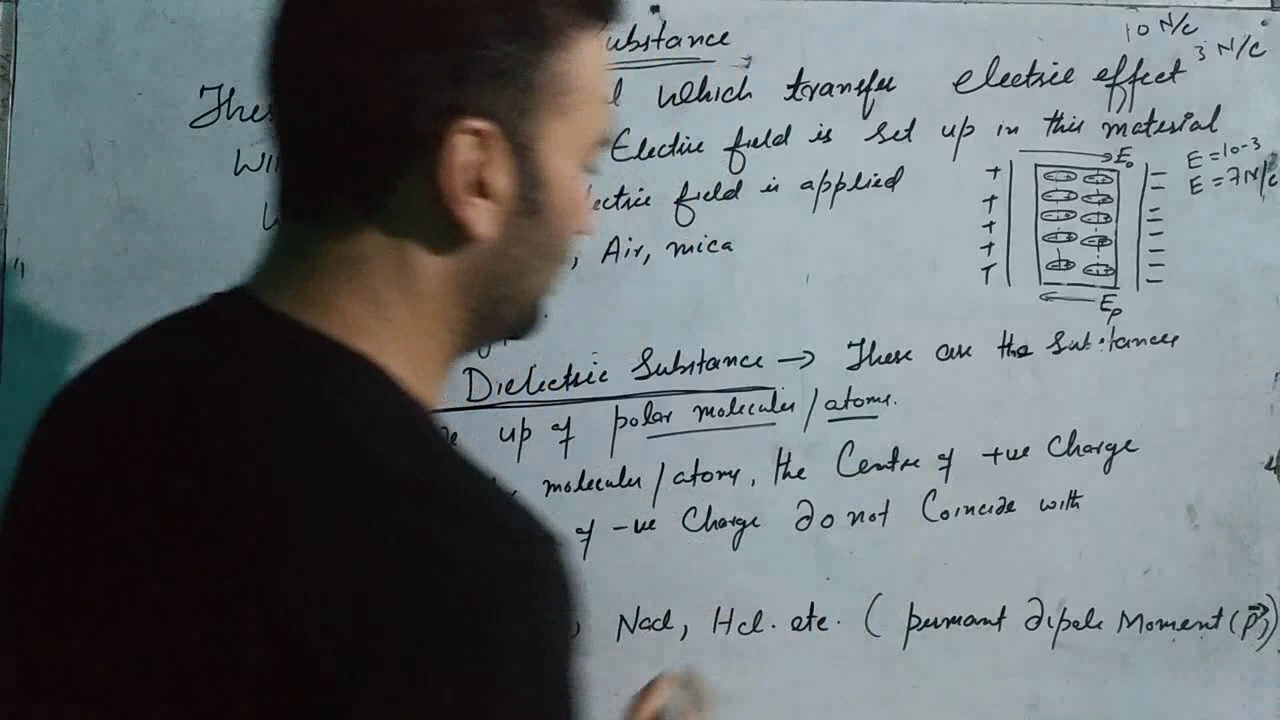 ubstance
10 N/C
3 N/C
Thes
l which transfer electric effect
Wi
Electric field is set up in this material
ectric field is applied
, Air, mica
E₀
E = 10-3
E = 7 N/C
+ -
+ -
+ -
+ -
+ -
Eₚ
Dielectric Substance → These are the Substances
up of polar molecules/atoms.
molecules/atoms, the Centre of +ve Charge
of -ve Charge do not Coincide with
, Nacl, Hcl. etc. ( permant dipole Moment (p⃗)